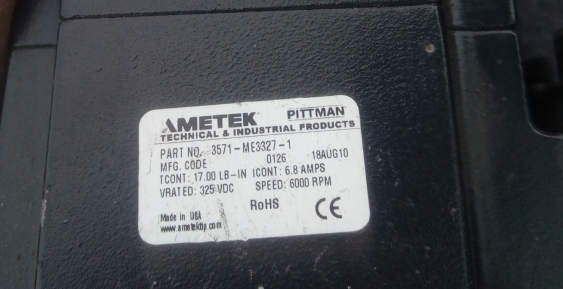 AMETEK PITTMAN
TECHNICAL & INDUSTRIAL PRODUCTS
PART NO. 3571-ME3327-1
MFG. CODE 0126 18AUG10
TCONT: 17.00 LB-IN ICONT: 6.8 AMPS
VRATED: 325 VDC SPEED: 6000 RPM
RoHS CE
Made in USA
www.ametektip.com